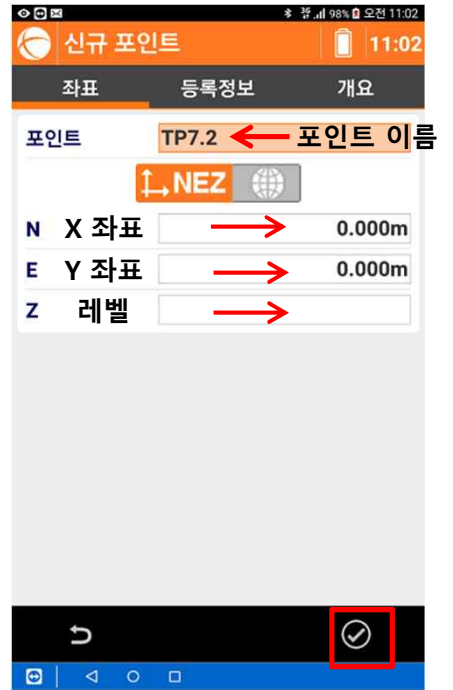 98% 오전 11:02
신규 포인트 11:02
좌표 등록정보 개요
포인트 TP7.2 포인트 이름
NEZ
N X 좌표 0.000m
E Y 좌표 0.000m
Z 레벨